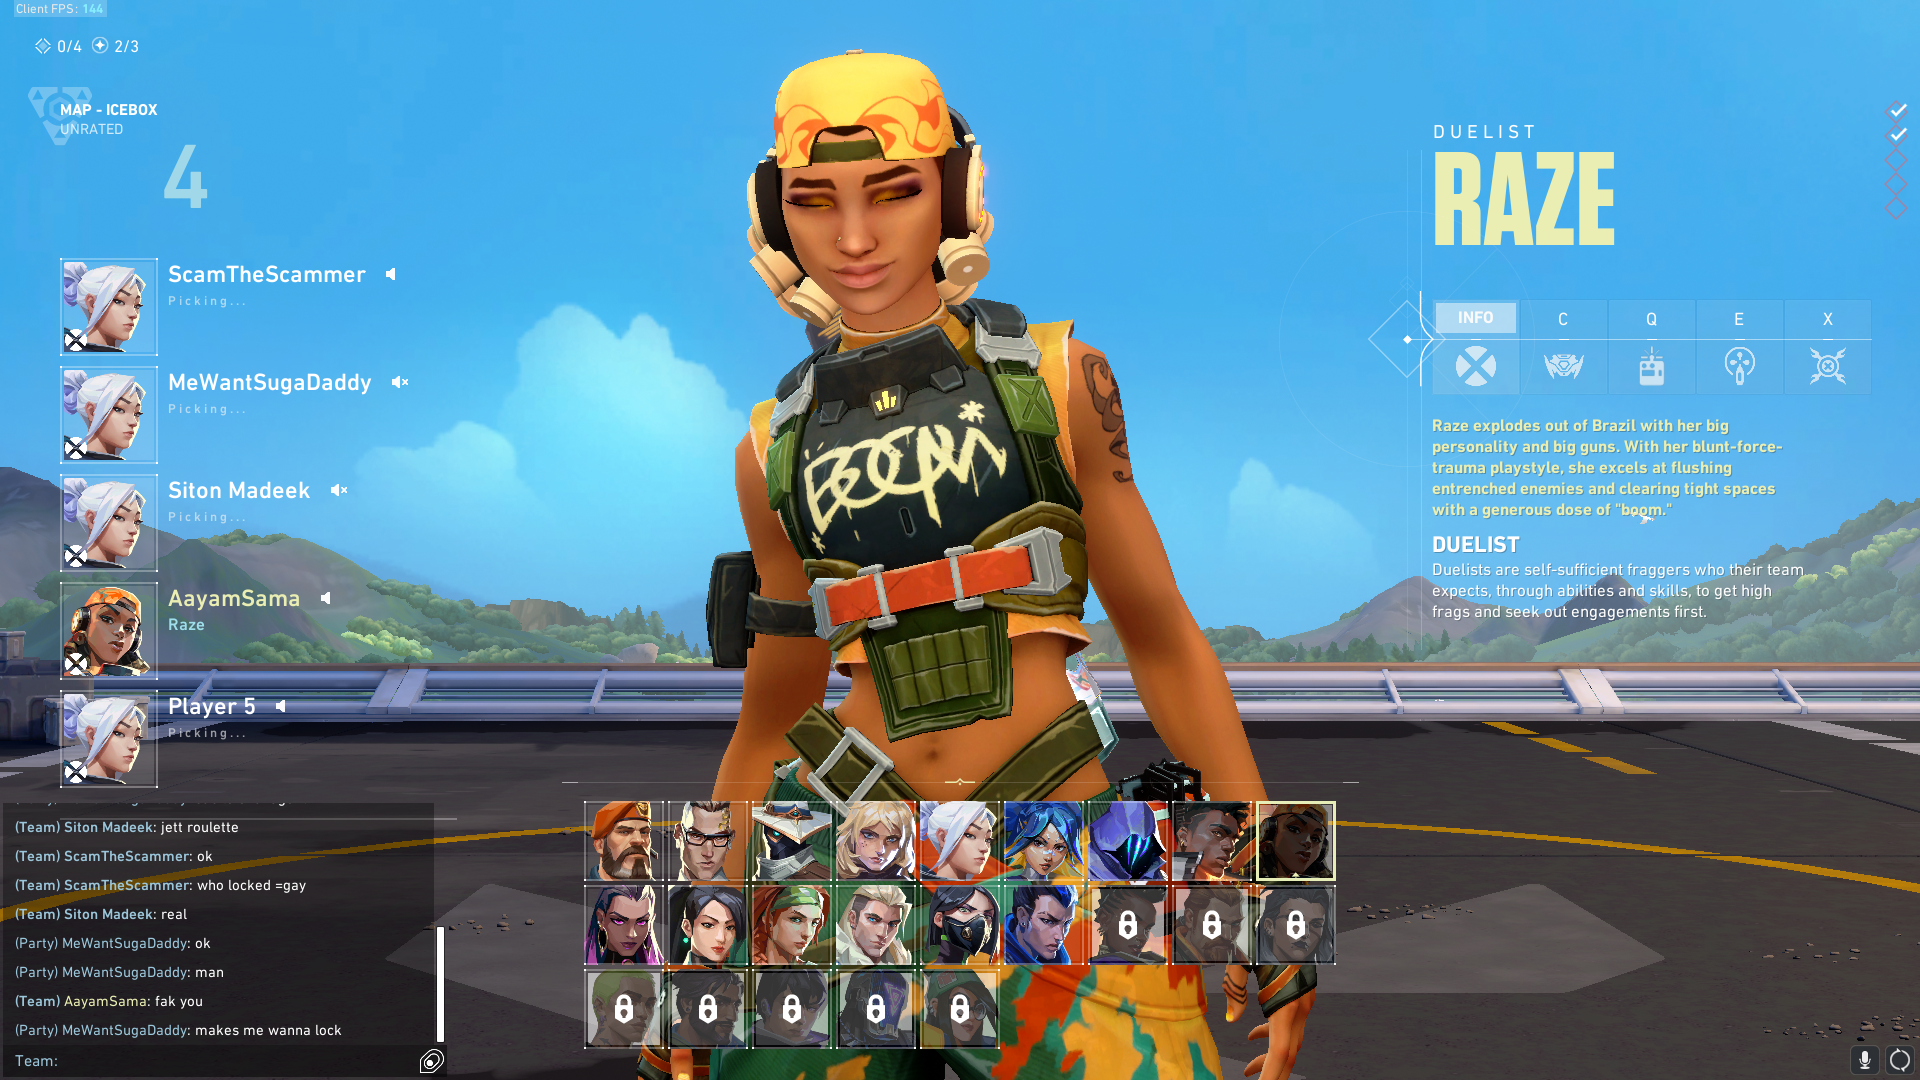 Client FPS: 144
0/4 2/3
MAP - ICEBOX
UNRATED
4
ScamTheScammer
Picking...
MeWantSugaDaddy
Picking...
Siton Madeek
Picking...
AayamSama
Raze
Player 5
Picking...
(Team) Siton Madeek: jett roulette
(Team) ScamTheScammer: ok
(Team) ScamTheScammer: who locked =gay
(Team) Siton Madeek: real
(Party) MeWantSugaDaddy: ok
(Party) MeWantSugaDaddy: man
(Team) AayamSama: fak you
(Party) MeWantSugaDaddy: makes me wanna lock
Team:
BOOM
DUELIST
RAZE
INFO C Q E X
Raze explodes out of Brazil with her big
personality and big guns. With her blunt-force-
trauma playstyle, she excels at flushing
entrenched enemies and clearing tight spaces
with a generous dose of "boom."
DUELIST
Duelists are self-sufficient fraggers who their team
expects, through abilities and skills, to get high
frags and seek out engagements first.